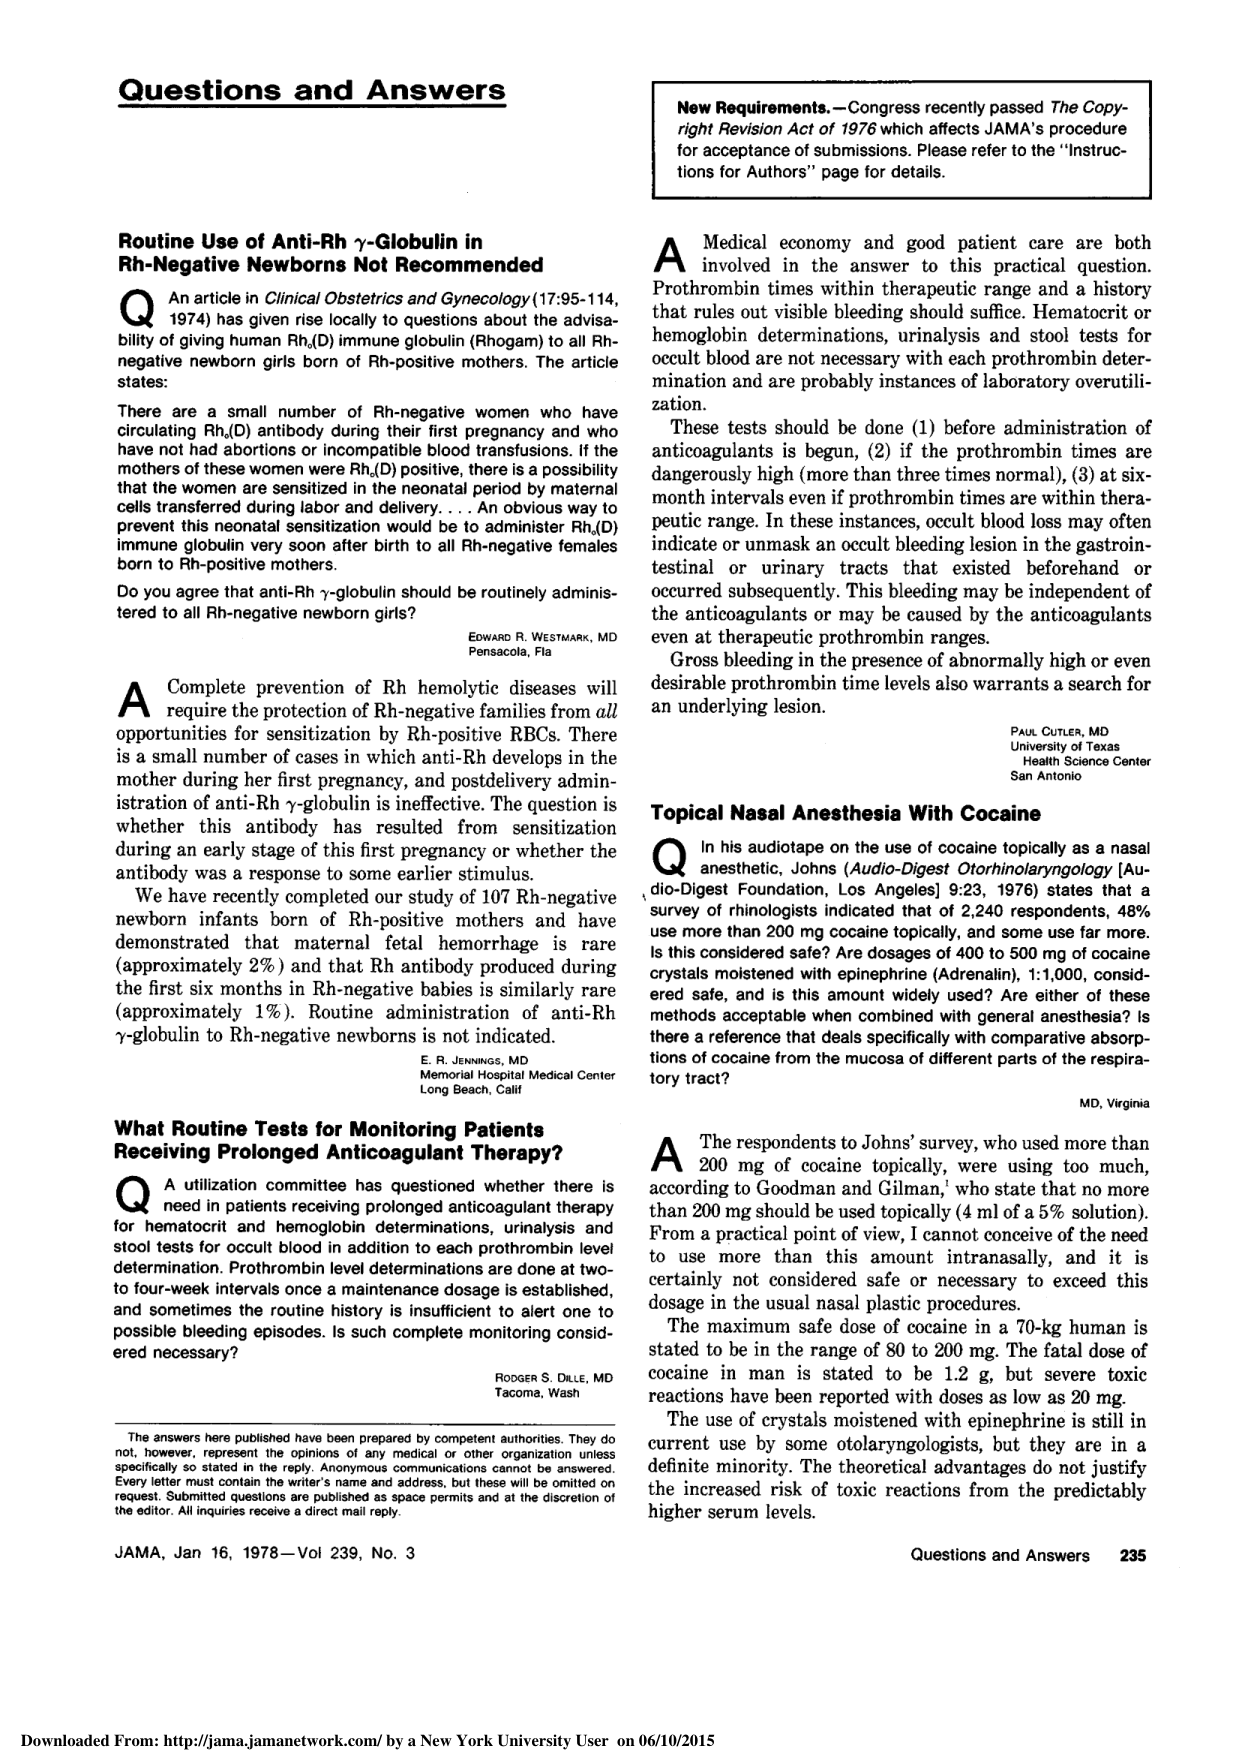 Questions and Answers
New Requirements.—Congress recently passed The Copy-
right Revision Act of 1976 which affects JAMA's procedure
for acceptance of submissions. Please refer to the "Instruc-
tions for Authors" page for details.
Routine Use of Anti-Rh γ-Globulin in
Rh-Negative Newborns Not Recommended
Q An article in Clinical Obstetrics and Gynecology (17:95-114,
1974) has given rise locally to questions about the advisa-
bility of giving human Rhₒ(D) immune globulin (Rhogam) to all Rh-
negative newborn girls born of Rh-positive mothers. The article
states:
There are a small number of Rh-negative women who have
circulating Rhₒ(D) antibody during their first pregnancy and who
have not had abortions or incompatible blood transfusions. If the
mothers of these women were Rhₒ(D) positive, there is a possibility
that the women are sensitized in the neonatal period by maternal
cells transferred during labor and delivery. . . . An obvious way to
prevent this neonatal sensitization would be to administer Rhₒ(D)
immune globulin very soon after birth to all Rh-negative females
born to Rh-positive mothers.
Do you agree that anti-Rh γ-globulin should be routinely adminis-
tered to all Rh-negative newborn girls?
EDWARD R. WESTMARK, MD
Pensacola, Fla
A Complete prevention of Rh hemolytic diseases will
require the protection of Rh-negative families from all
opportunities for sensitization by Rh-positive RBCs. There
is a small number of cases in which anti-Rh develops in the
mother during her first pregnancy, and postdelivery admin-
istration of anti-Rh γ-globulin is ineffective. The question is
whether this antibody has resulted from sensitization
during an early stage of this first pregnancy or whether the
antibody was a response to some earlier stimulus.
We have recently completed our study of 107 Rh-negative
newborn infants born of Rh-positive mothers and have
demonstrated that maternal fetal hemorrhage is rare
(approximately 2%) and that Rh antibody produced during
the first six months in Rh-negative babies is similarly rare
(approximately 1%). Routine administration of anti-Rh
γ-globulin to Rh-negative newborns is not indicated.
E. R. JENNINGS, MD
Memorial Hospital Medical Center
Long Beach, Calif
What Routine Tests for Monitoring Patients
Receiving Prolonged Anticoagulant Therapy?
Q A utilization committee has questioned whether there is
need in patients receiving prolonged anticoagulant therapy
for hematocrit and hemoglobin determinations, urinalysis and
stool tests for occult blood in addition to each prothrombin level
determination. Prothrombin level determinations are done at two-
to four-week intervals once a maintenance dosage is established,
and sometimes the routine history is insufficient to alert one to
possible bleeding episodes. Is such complete monitoring consid-
ered necessary?
RODGER S. DILLE, MD
Tacoma, Wash
The answers here published have been prepared by competent authorities. They do
not, however, represent the opinions of any medical or other organization unless
specifically so stated in the reply. Anonymous communications cannot be answered.
Every letter must contain the writer's name and address, but these will be omitted on
request. Submitted questions are published as space permits and at the discretion of
the editor. All inquiries receive a direct mail reply.
A Medical economy and good patient care are both
involved in the answer to this practical question.
Prothrombin times within therapeutic range and a history
that rules out visible bleeding should suffice. Hematocrit or
hemoglobin determinations, urinalysis and stool tests for
occult blood are not necessary with each prothrombin deter-
mination and are probably instances of laboratory overutili-
zation.
These tests should be done (1) before administration of
anticoagulants is begun, (2) if the prothrombin times are
dangerously high (more than three times normal), (3) at six-
month intervals even if prothrombin times are within thera-
peutic range. In these instances, occult blood loss may often
indicate or unmask an occult bleeding lesion in the gastroin-
testinal or urinary tracts that existed beforehand or
occurred subsequently. This bleeding may be independent of
the anticoagulants or may be caused by the anticoagulants
even at therapeutic prothrombin ranges.
Gross bleeding in the presence of abnormally high or even
desirable prothrombin time levels also warrants a search for
an underlying lesion.
PAUL CUTLER, MD
University of Texas
Health Science Center
San Antonio
Topical Nasal Anesthesia With Cocaine
Q In his audiotape on the use of cocaine topically as a nasal
anesthetic, Johns (Audio-Digest Otorhinolaryngology [Au-
dio-Digest Foundation, Los Angeles] 9:23, 1976) states that a
survey of rhinologists indicated that of 2,240 respondents, 48%
use more than 200 mg cocaine topically, and some use far more.
Is this considered safe? Are dosages of 400 to 500 mg of cocaine
crystals moistened with epinephrine (Adrenalin), 1:1,000, consid-
ered safe, and is this amount widely used? Are either of these
methods acceptable when combined with general anesthesia? Is
there a reference that deals specifically with comparative absorp-
tions of cocaine from the mucosa of different parts of the respira-
tory tract?
MD, Virginia
A The respondents to Johns' survey, who used more than
200 mg of cocaine topically, were using too much,
according to Goodman and Gilman,¹ who state that no more
than 200 mg should be used topically (4 ml of a 5% solution).
From a practical point of view, I cannot conceive of the need
to use more than this amount intranasally, and it is
certainly not considered safe or necessary to exceed this
dosage in the usual nasal plastic procedures.
The maximum safe dose of cocaine in a 70-kg human is
stated to be in the range of 80 to 200 mg. The fatal dose of
cocaine in man is stated to be 1.2 g, but severe toxic
reactions have been reported with doses as low as 20 mg.
The use of crystals moistened with epinephrine is still in
current use by some otolaryngologists, but they are in a
definite minority. The theoretical advantages do not justify
the increased risk of toxic reactions from the predictably
higher serum levels.
JAMA, Jan 16, 1978—Vol 239, No. 3
Questions and Answers 235
Downloaded From: http://jama.jamanetwork.com/ by a New York University User on 06/10/2015